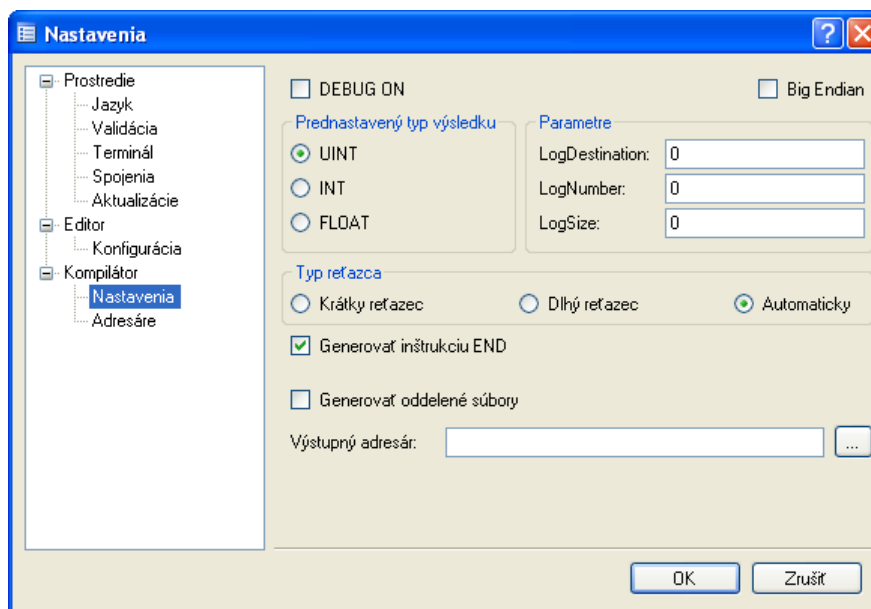 Nastavenia
Prostredie
Jazyk
Validácia
Terminál
Spojenia
Aktualizácie
Editor
Konfigurácia
Kompilátor
Nastavenia
Adresáre
DEBUG ON
Big Endian
Prednastavený typ výsledku
UINT
INT
FLOAT
Parametre
LogDestination: 0
LogNumber: 0
LogSize: 0
Typ reťazca
Krátky reťazec
Dlhý reťazec
Automaticky
Generovať inštrukciu END
Generovať oddelené súbory
Výstupný adresár:
...
OK
Zrušiť